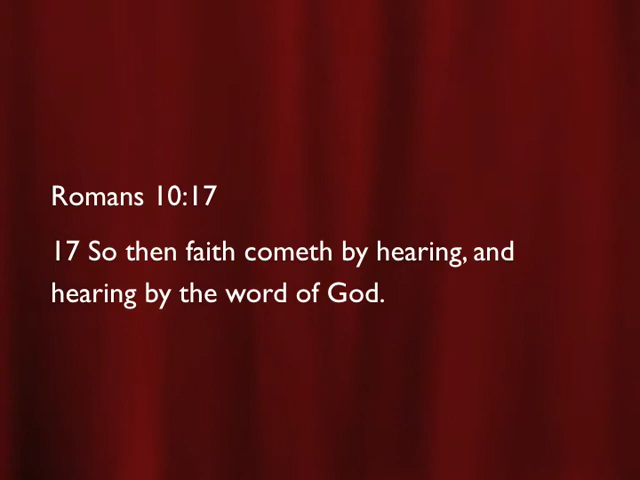 Romans 10:17
17 So then faith cometh by hearing, and
hearing by the word of God.